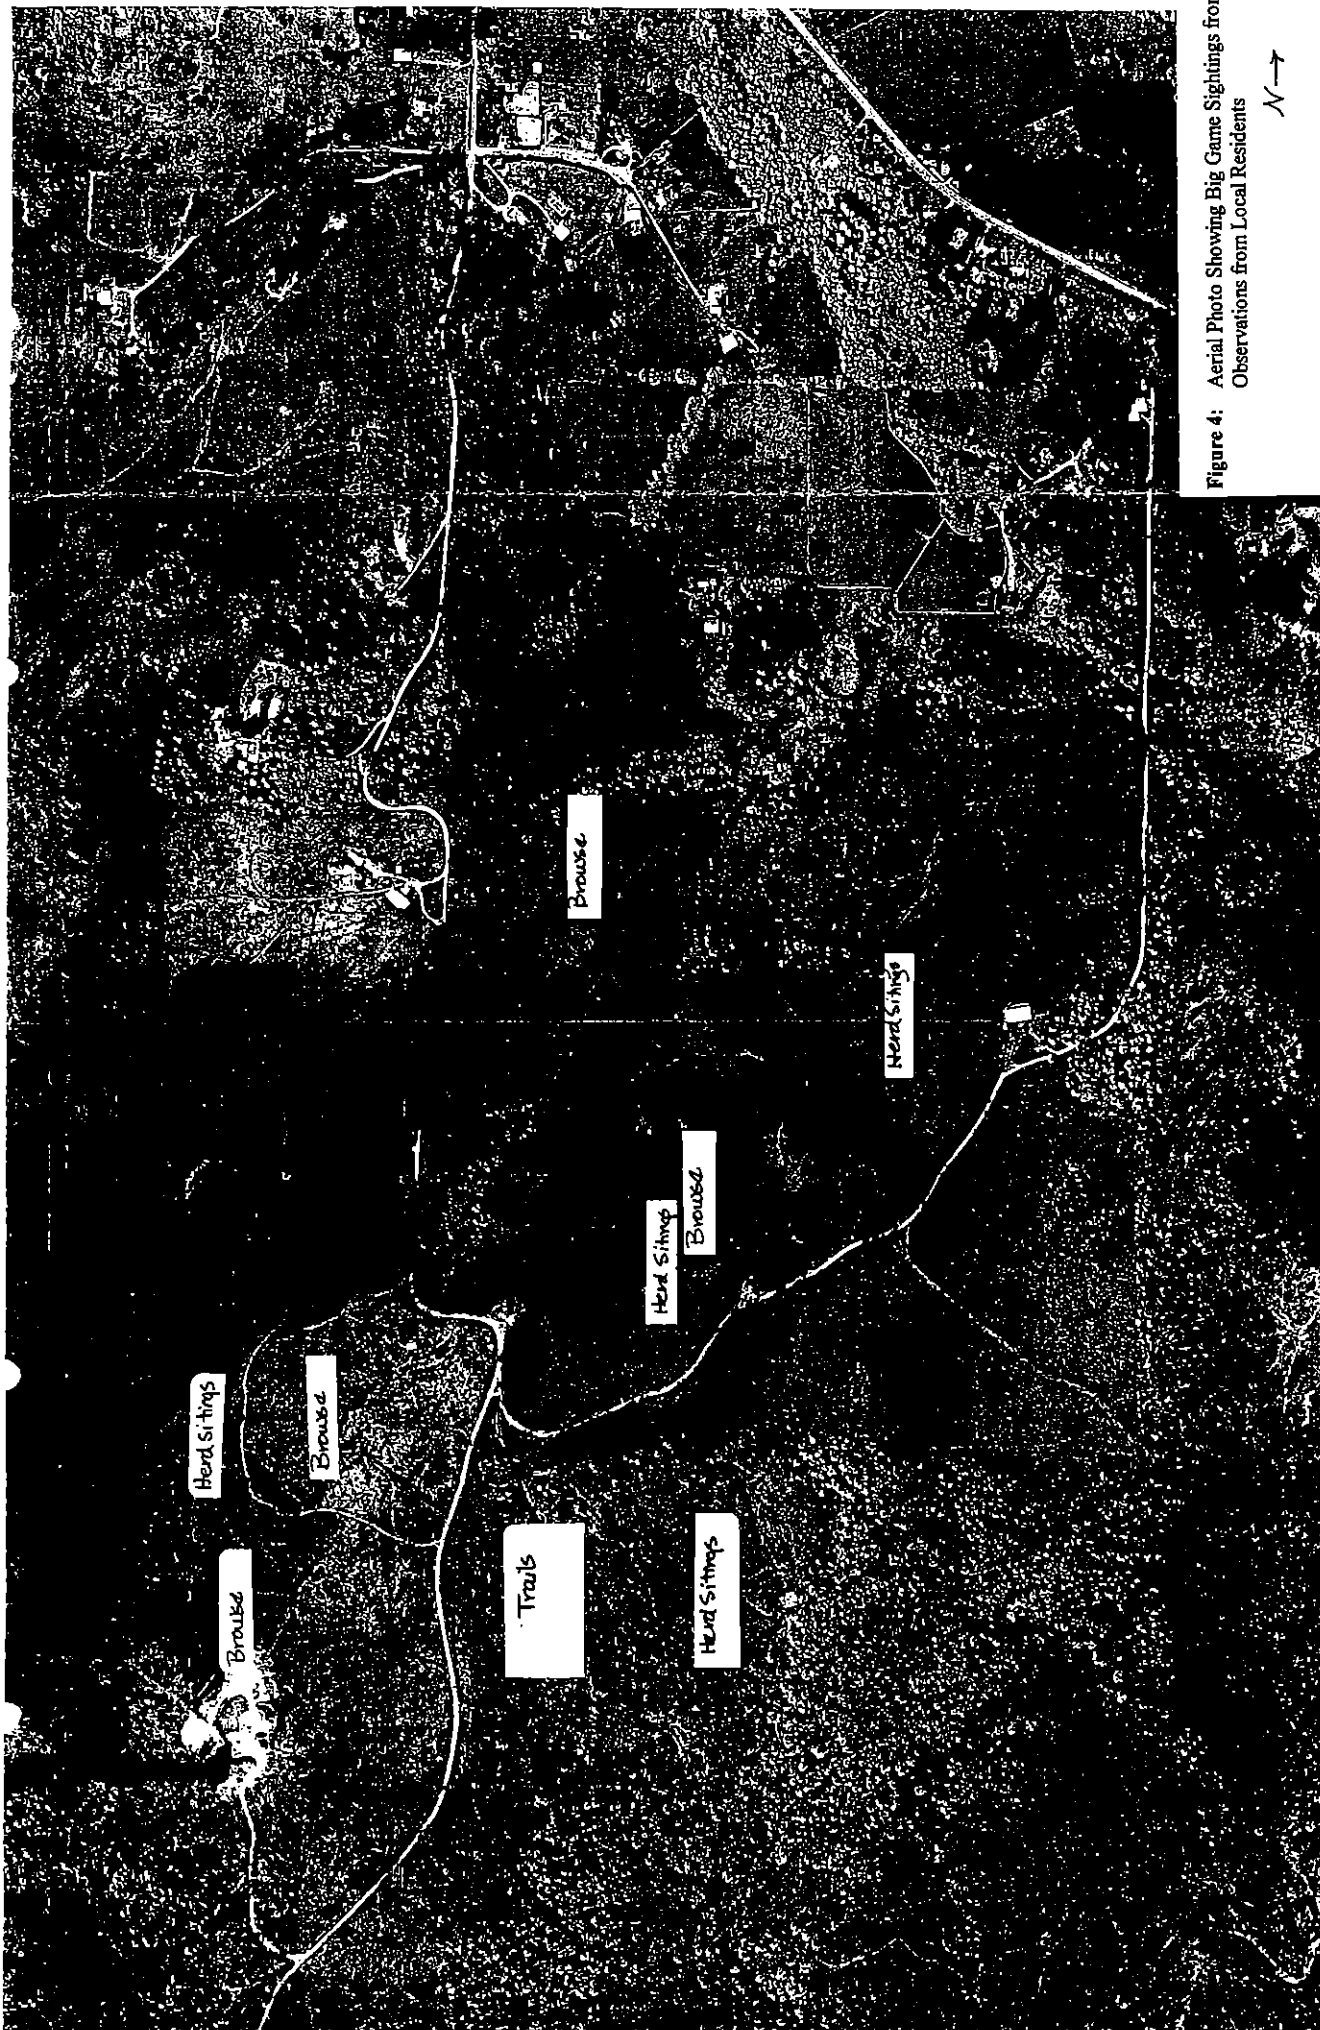 Herd sitings
Browse
Browse
Trails
Browse
Herd Sitings
Browse
Herd Sitings
Herd sitings
Figure 4: Aerial Photo Showing Big Game Sightings
Observations from Local Residents
N